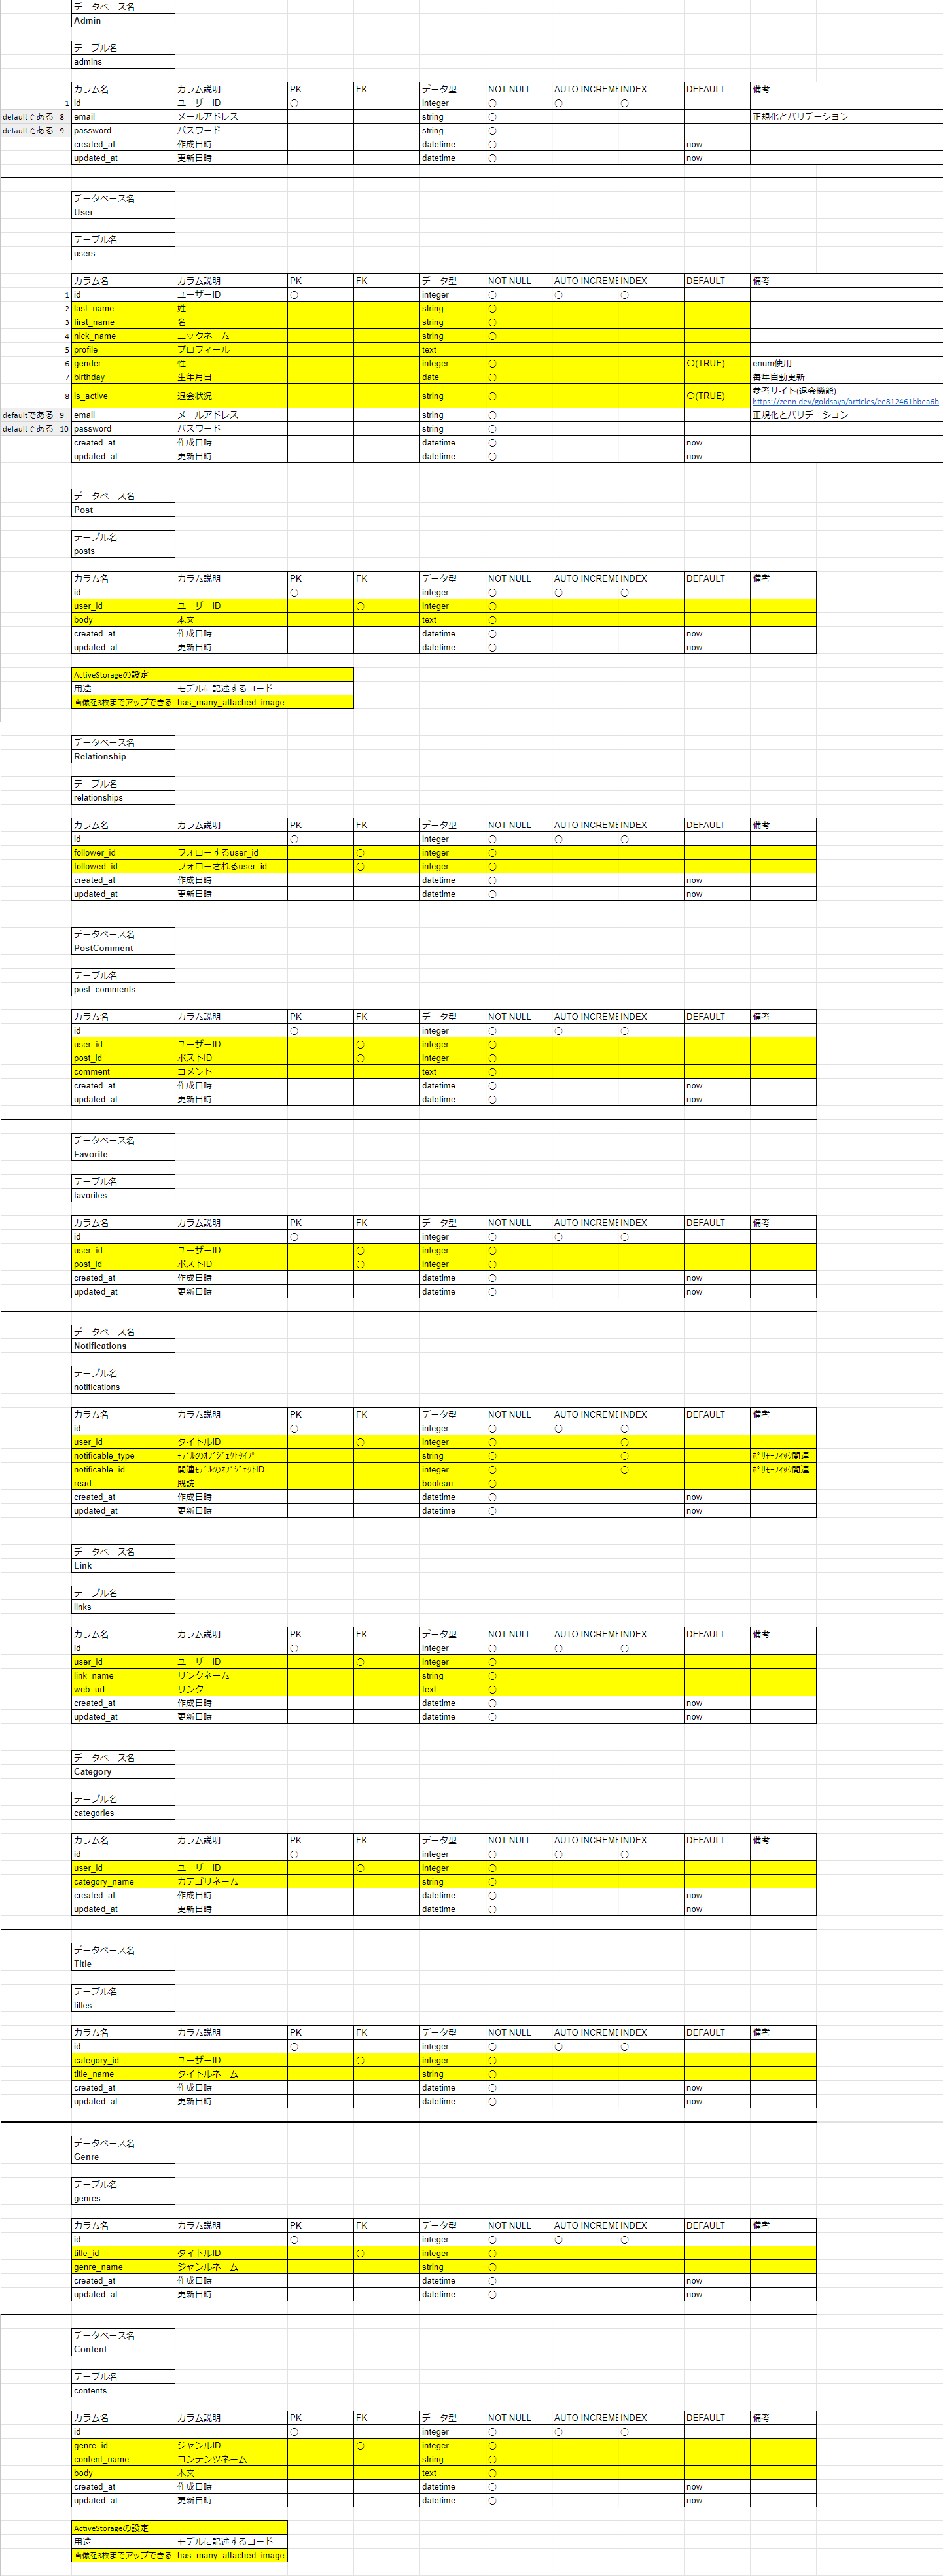 データベース名
Admin
テーブル名
admins
カラム名 カラム説明 PK FK データ型 NOT NULL AUTO INCREME INDEX DEFAULT 備考
1 id ユーザーID ○ integer ○ ○ ○
defaultである 8 email メールアドレス string ○ 正規化とバリデーション
defaultである 9 password パスワード string ○
created_at 作成日時 datetime ○ now
updated_at 更新日時 datetime ○ now
データベース名
User
テーブル名
users
カラム名 カラム説明 PK FK データ型 NOT NULL AUTO INCREME INDEX DEFAULT 備考
1 id ユーザーID ○ integer ○ ○ ○
2 last_name 姓 string ○
3 first_name 名 string ○
4 nick_name ニックネーム string ○
5 profile プロフィール text
6 gender 性 integer ○ ○(TRUE) enum使用
7 birthday 生年月日 date ○ 毎年自動更新
8 is_active 退会状況 string ○ ○(TRUE) 参考サイト(退会機能)
https://zenn.dev/goldsaya/articles/ee812461bbea6b
defaultである 9 email メールアドレス string ○ 正規化とバリデーション
defaultである 10 password パスワード string ○
created_at 作成日時 datetime ○ now
updated_at 更新日時 datetime ○ now
データベース名
Post
テーブル名
posts
カラム名 カラム説明 PK FK データ型 NOT NULL AUTO INCREME INDEX DEFAULT 備考
id ○ integer ○ ○ ○
user_id ユーザーID ○ integer ○
body 本文 text ○
created_at 作成日時 datetime ○ now
updated_at 更新日時 datetime ○ now
ActiveStorageの設定
用途 モデルに記述するコード
画像を3枚までアップできる has_many_attached :image
データベース名
Relationship
テーブル名
relationships
カラム名 カラム説明 PK FK データ型 NOT NULL AUTO INCREME INDEX DEFAULT 備考
id ○ integer ○ ○ ○
follower_id フォローするuser_id ○ integer ○
followed_id フォローされるuser_id ○ integer ○
created_at 作成日時 datetime ○ now
updated_at 更新日時 datetime ○ now
データベース名
PostComment
テーブル名
post_comments
カラム名 カラム説明 PK FK データ型 NOT NULL AUTO INCREME INDEX DEFAULT 備考
id ○ integer ○ ○ ○
user_id ユーザーID ○ integer ○
post_id ポストID ○ integer ○
comment コメント text ○
created_at 作成日時 datetime ○ now
updated_at 更新日時 datetime ○ now
データベース名
Favorite
テーブル名
favorites
カラム名 カラム説明 PK FK データ型 NOT NULL AUTO INCREME INDEX DEFAULT 備考
id ○ integer ○ ○ ○
user_id ユーザーID ○ integer ○
post_id ポストID ○ integer ○
created_at 作成日時 datetime ○ now
updated_at 更新日時 datetime ○ now
データベース名
Notifications
テーブル名
notifications
カラム名 カラム説明 PK FK データ型 NOT NULL AUTO INCREME INDEX DEFAULT 備考
id ○ integer ○ ○ ○
user_id タイトルID ○ integer ○ ○
notificable_type ﾓﾃﾞﾙのｵﾌﾞｼﾞｪｸﾄﾀｲﾌﾟ string ○ ○ ﾎﾟﾘﾓｰﾌｨｯｸ関連
notificable_id 関連ﾓﾃﾞﾙのｵﾌﾞｼﾞｪｸﾄID integer ○ ○ ﾎﾟﾘﾓｰﾌｨｯｸ関連
read 既読 boolean ○
created_at 作成日時 datetime ○ now
updated_at 更新日時 datetime ○ now
データベース名
Link
テーブル名
links
カラム名 カラム説明 PK FK データ型 NOT NULL AUTO INCREME INDEX DEFAULT 備考
id ○ integer ○ ○ ○
user_id ユーザーID ○ integer ○
link_name リンクネーム string ○
web_url リンク text ○
created_at 作成日時 datetime ○ now
updated_at 更新日時 datetime ○ now
データベース名
Category
テーブル名
categories
カラム名 カラム説明 PK FK データ型 NOT NULL AUTO INCREME INDEX DEFAULT 備考
id ○ integer ○ ○ ○
user_id ユーザーID ○ integer ○
category_name カテゴリネーム string ○
created_at 作成日時 datetime ○ now
updated_at 更新日時 datetime ○ now
データベース名
Title
テーブル名
titles
カラム名 カラム説明 PK FK データ型 NOT NULL AUTO INCREME INDEX DEFAULT 備考
id ○ integer ○ ○ ○
category_id ユーザーID ○ integer ○
title_name タイトルネーム string ○
created_at 作成日時 datetime ○ now
updated_at 更新日時 datetime ○ now
データベース名
Genre
テーブル名
genres
カラム名 カラム説明 PK FK データ型 NOT NULL AUTO INCREME INDEX DEFAULT 備考
id ○ integer ○ ○ ○
title_id タイトルID ○ integer ○
genre_name ジャンルネーム string ○
created_at 作成日時 datetime ○ now
updated_at 更新日時 datetime ○ now
データベース名
Content
テーブル名
contents
カラム名 カラム説明 PK FK データ型 NOT NULL AUTO INCREME INDEX DEFAULT 備考
id ○ integer ○ ○ ○
genre_id ジャンルID ○ integer ○
content_name コンテンツネーム string ○
body 本文 text ○
created_at 作成日時 datetime ○ now
updated_at 更新日時 datetime ○ now
ActiveStorageの設定
用途 モデルに記述するコード
画像を3枚までアップできる has_many_attached :image